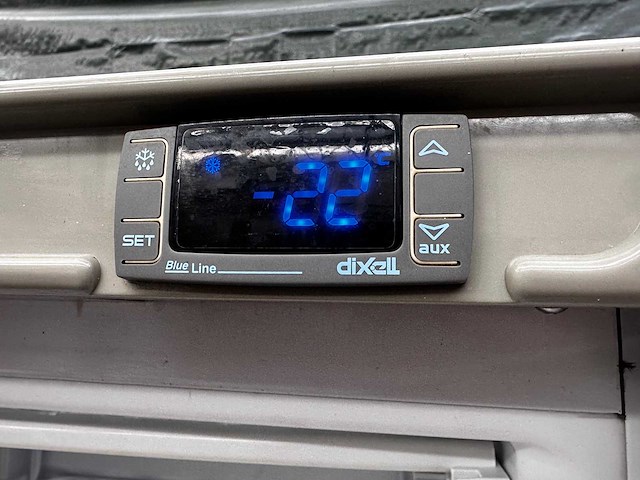 -22°C
SET
aux
Blue Line
dixell